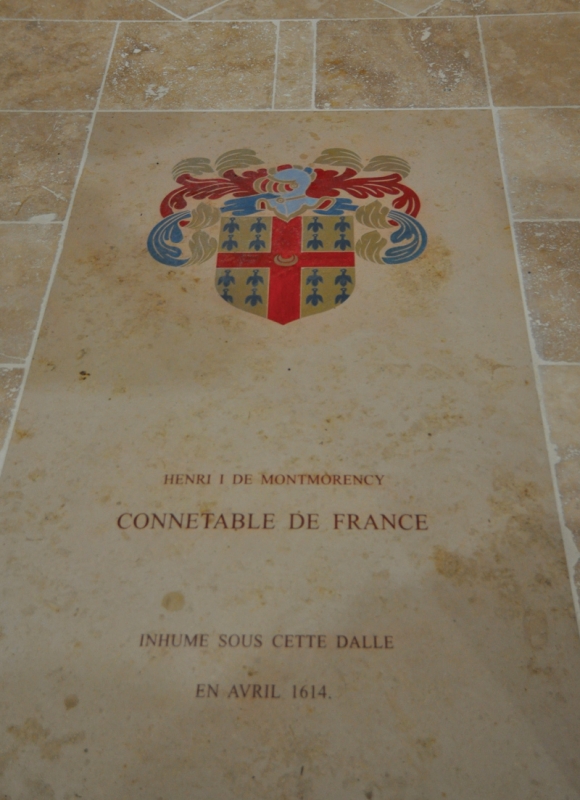 HENRI I DE MONTMORENCY
CONNETABLE DE FRANCE
INHUME SOUS CETTE DALLE
EN AVRIL 1614.